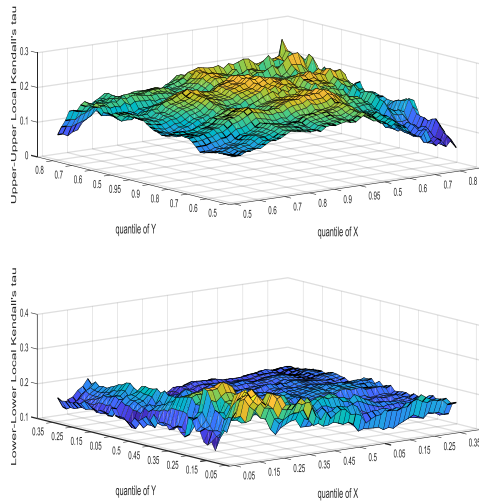 Upper-Upper Local Kendall's tau
0.3
0.2
0.1
0
0.8 0.7 0.6 0.5 0.95 0.9 0.8 0.7 0.6 0.5
quantile of Y
0.5 0.6 0.7 0.8 0.9 0.95 0.5 0.6 0.7 0.8
quantile of X
Lower-Lower Local Kendall's tau
0.4
0.3
0.2
0.1
0.35 0.25 0.15 0.05 0.5 0.45 0.35 0.25 0.15 0.05
quantile of Y
0.05 0.15 0.25 0.35 0.45 0.5 0.05 0.15 0.25 0.35
quantile of X